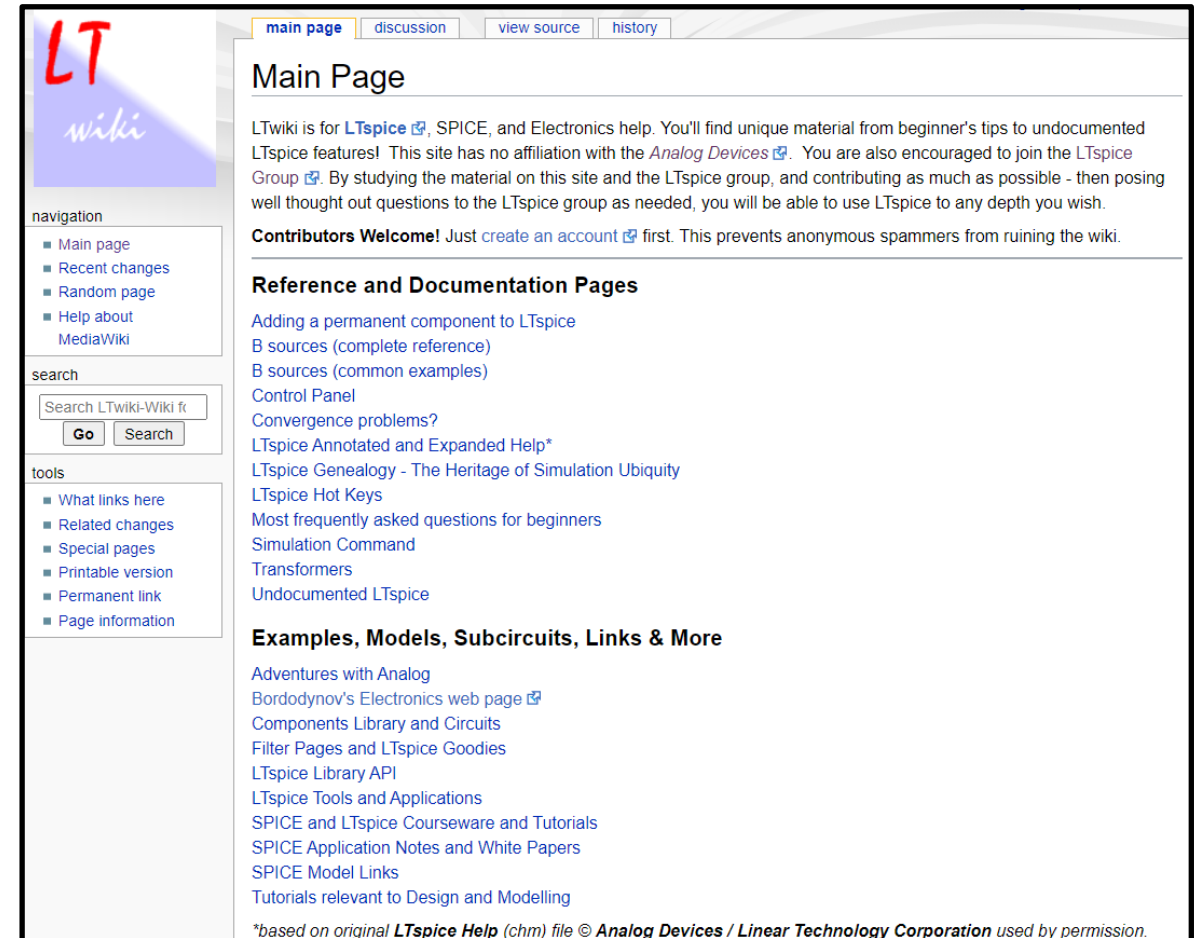 LT
wiki
main page
discussion
view source
history
Main Page
LTwiki is for LTspice, SPICE, and Electronics help. You'll find unique material from beginner's tips to undocumented
LTspice features! This site has no affiliation with the Analog Devices. You are also encouraged to join the LTspice
Group. By studying the material on this site and the LTspice group, and contributing as much as possible - then posing
well thought out questions to the LTspice group as needed, you will be able to use LTspice to any depth you wish.
Contributors Welcome! Just create an account first. This prevents anonymous spammers from ruining the wiki.
navigation
Main page
Recent changes
Random page
Help about
MediaWiki
search
Search LTwiki-Wiki
Go
Search
tools
What links here
Related changes
Special pages
Printable version
Permanent link
Page information
Reference and Documentation Pages
Adding a permanent component to LTspice
B sources (complete reference)
B sources (common examples)
Control Panel
Convergence problems?
LTspice Annotated and Expanded Help*
LTspice Genealogy - The Heritage of Simulation Ubiquity
LTspice Hot Keys
Most frequently asked questions for beginners
Simulation Command
Transformers
Undocumented LTspice
Examples, Models, Subcircuits, Links & More
Adventures with Analog
Bordodynov's Electronics web page
Components Library and Circuits
Filter Pages and LTspice Goodies
LTspice Library API
LTspice Tools and Applications
SPICE and LTspice Courseware and Tutorials
SPICE Application Notes and White Papers
SPICE Model Links
Tutorials relevant to Design and Modelling
*based on original LTspice Help (chm) file © Analog Devices / Linear Technology Corporation used by permission.